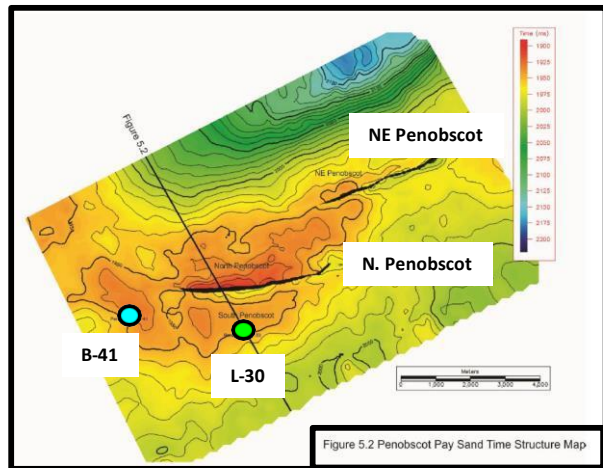 Time (ms)
1900
1925
1950
1975
2000
2025
2050
2075
2100
2125
2150
2175
2200
Figure 5.2
NE Penobscot
NE Penobscot
N. Penobscot
North Penobscot
South Penobscot
B-41
L-30
Meters
0 1,000 2,000 3,000 4,000
Figure 5.2 Penobscot Pay Sand Time Structure Map